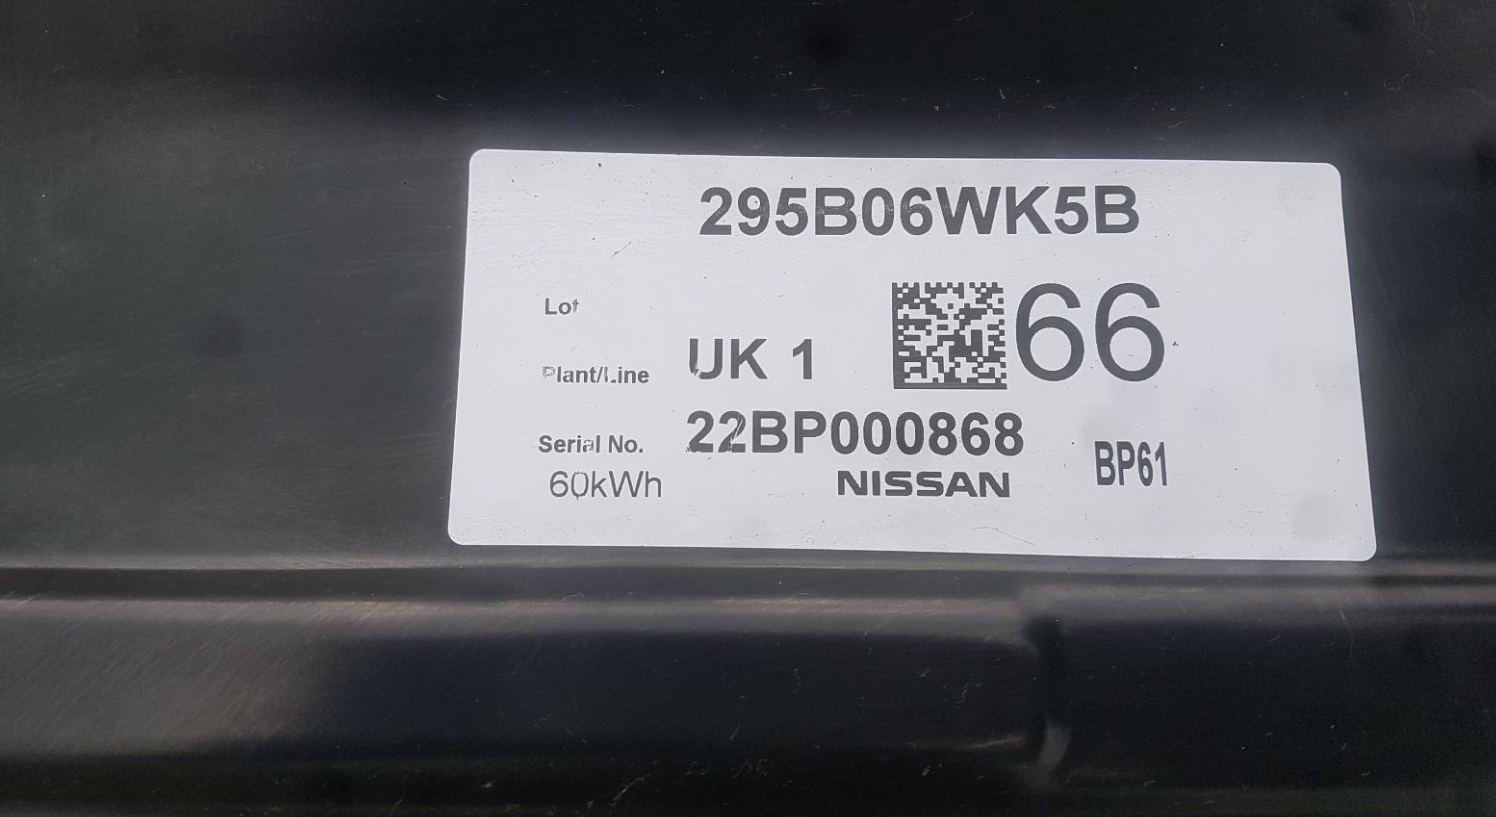 295B06WK5B
Lot
66
Plant/Line UK 1
Serial No. 22BP000868
BP61
60kWh NISSAN